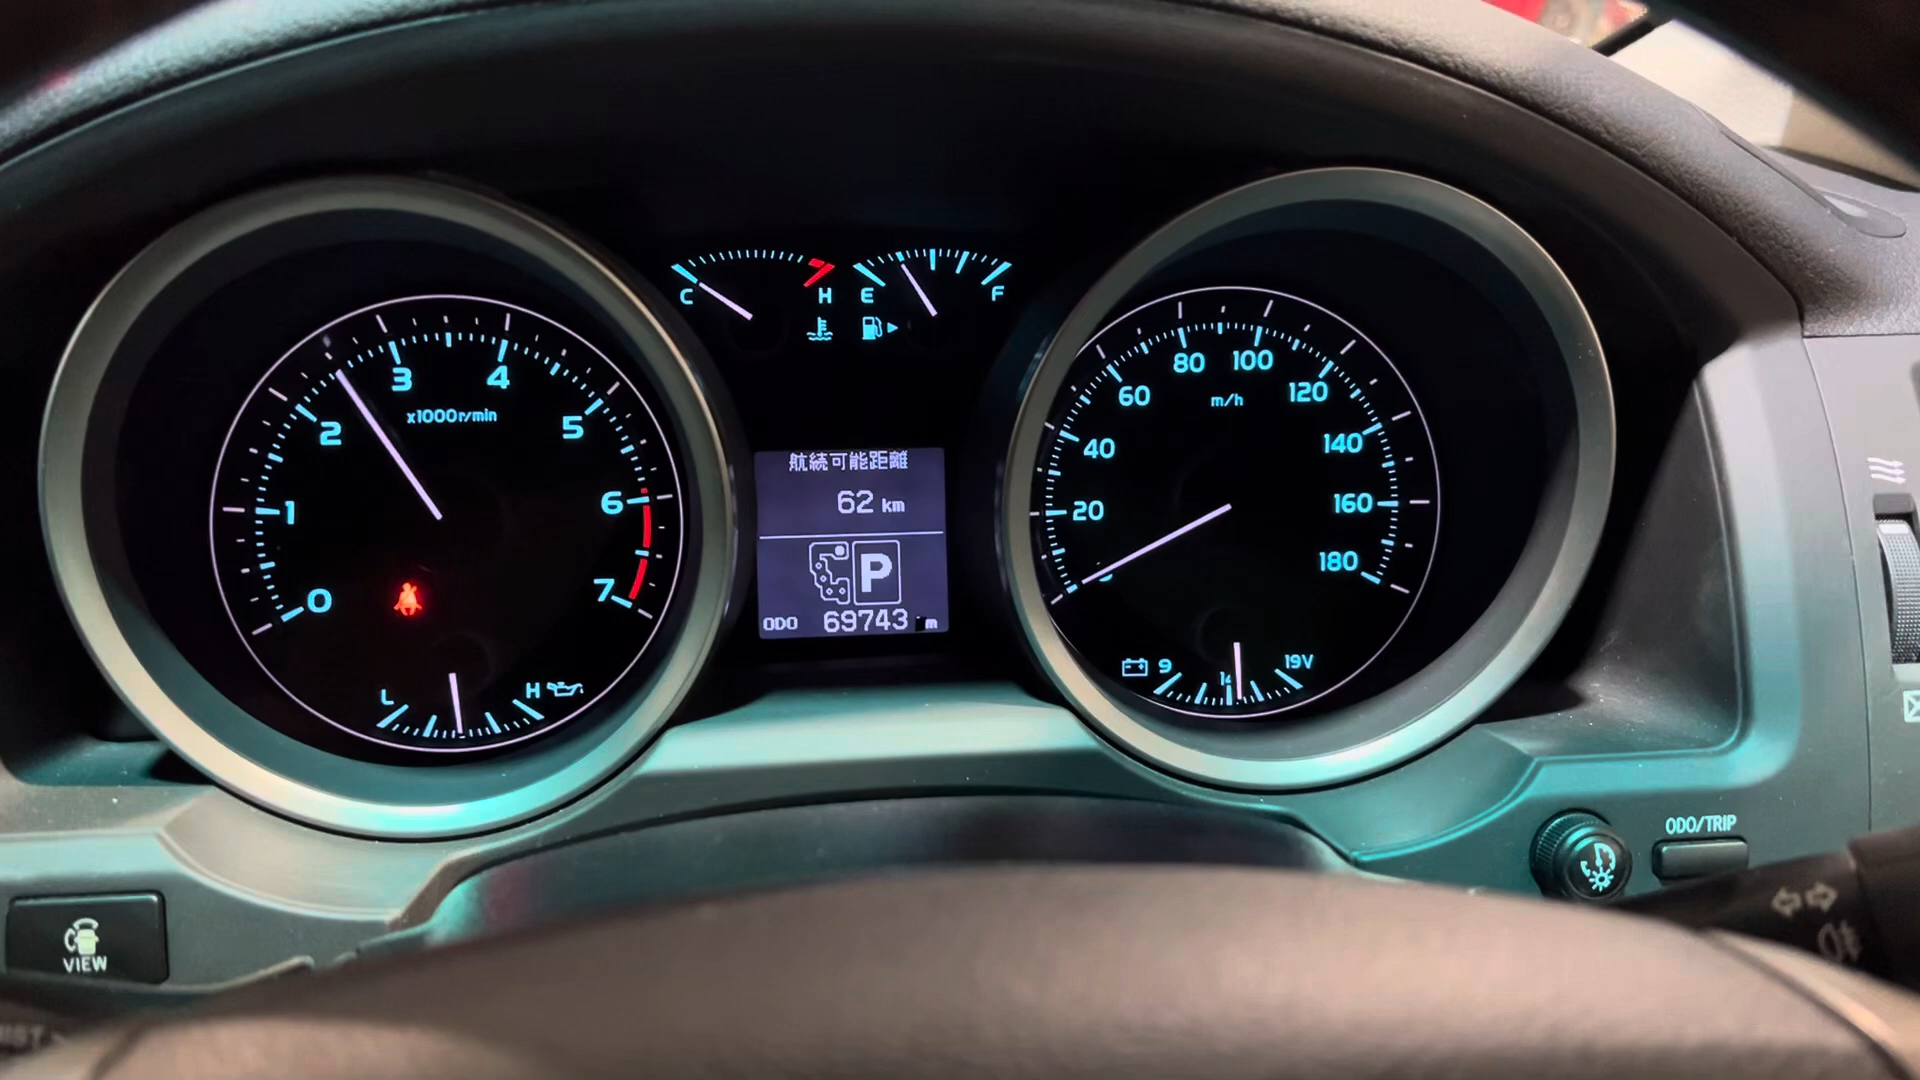 C H E F
3 4
x1000r/min
2 5
1 6
0 7
L H
航続可能距離
62 km
P
ODO 69743 m
80 100
60 m/h 120
40 140
20 160
180
9 19V
ODO/TRIP
VIEW